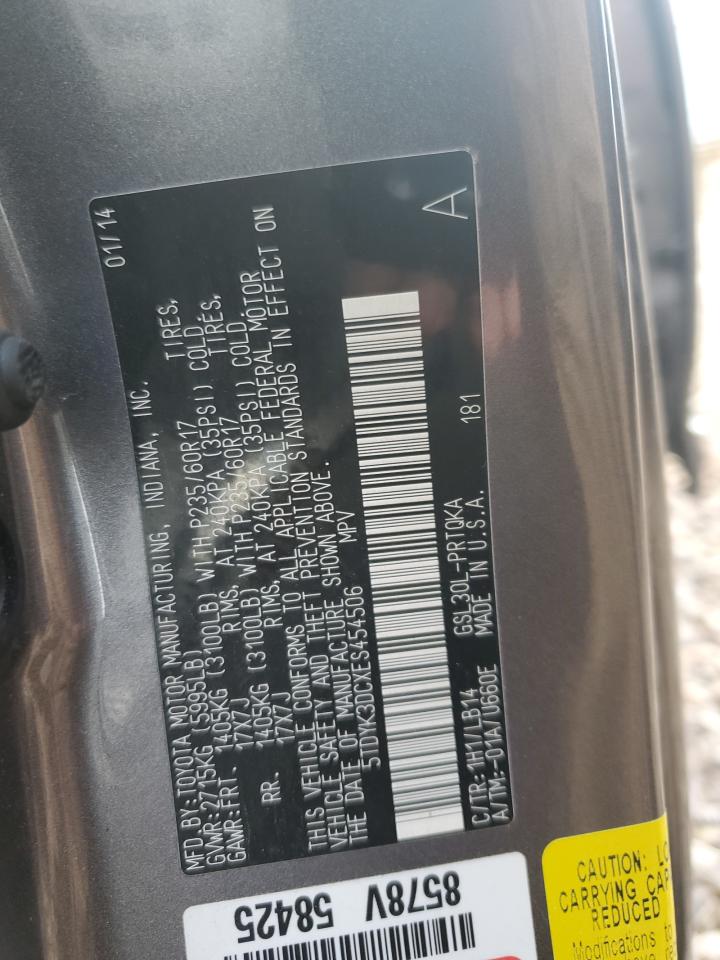 MFD BY:TOYOTA MOTOR MANUFACTURING, INDIANA, INC. 01/14
GVWR:2715KG (5995LB)
GAWR:FRT. 1405KG (3100LB) WITH P235/60R17 TIRES,
17X7J RIMS, AT 240KPA (35PSI) COLD.
RR. 1405KG (3100LB) WITH P235/60R17 TIRES,
17X7J RIMS, AT 240KPA (35PSI) COLD.
THIS VEHICLE CONFORMS TO ALL APPLICABLE FEDERAL MOTOR
VEHICLE SAFETY AND THEFT PREVENTION STANDARDS IN EFFECT ON
THE DATE OF MANUFACTURE SHOWN ABOVE.
5TDYK3DCXES454506 MPV
A
C/TR:1H1/LB14 GSL30L-PRTQKA 181
A/TM:-01A/U660E MADE IN U.S.A.
8578V
58425
CAUTION:
CARRYING
REDUCED
Modifications to